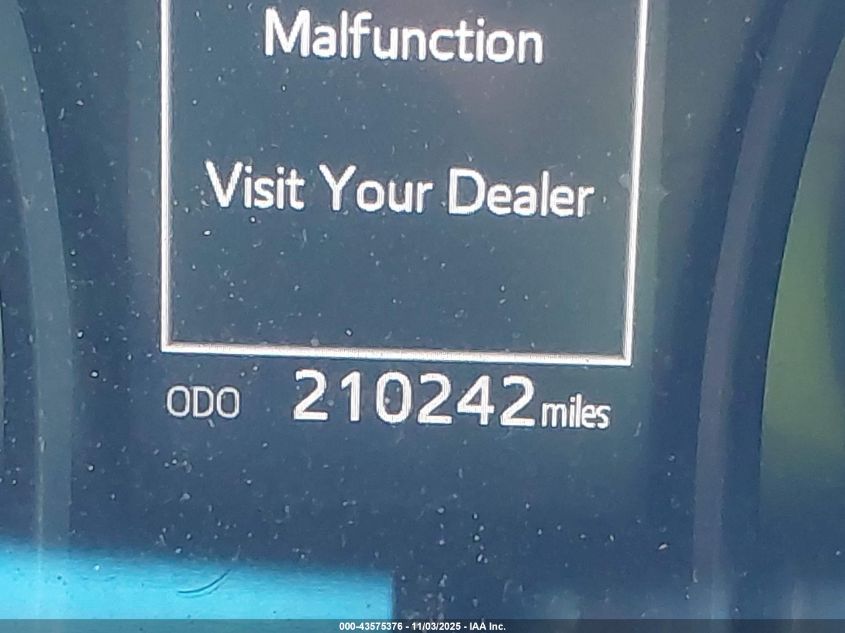 Malfunction
Visit Your Dealer
ODO 210242 miles
000-43575376 - 11/03/2025 - IAA Inc.